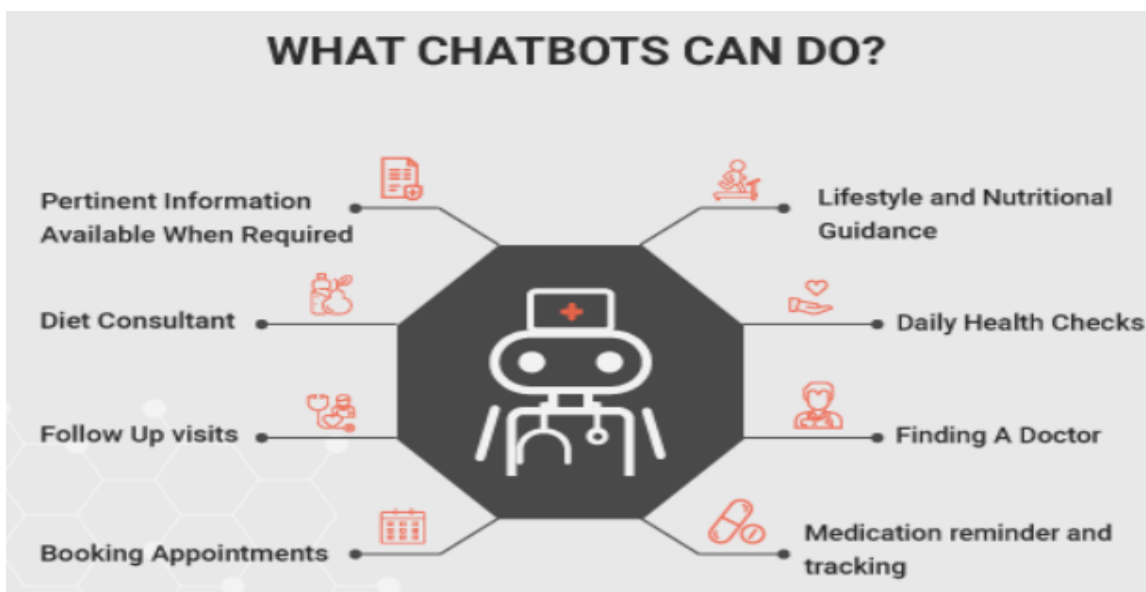 WHAT CHATBOTS CAN DO?
Pertinent Information
Available When Required
Diet Consultant
Follow Up visits
Booking Appointments
Lifestyle and Nutritional
Guidance
Daily Health Checks
Finding A Doctor
Medication reminder and
tracking